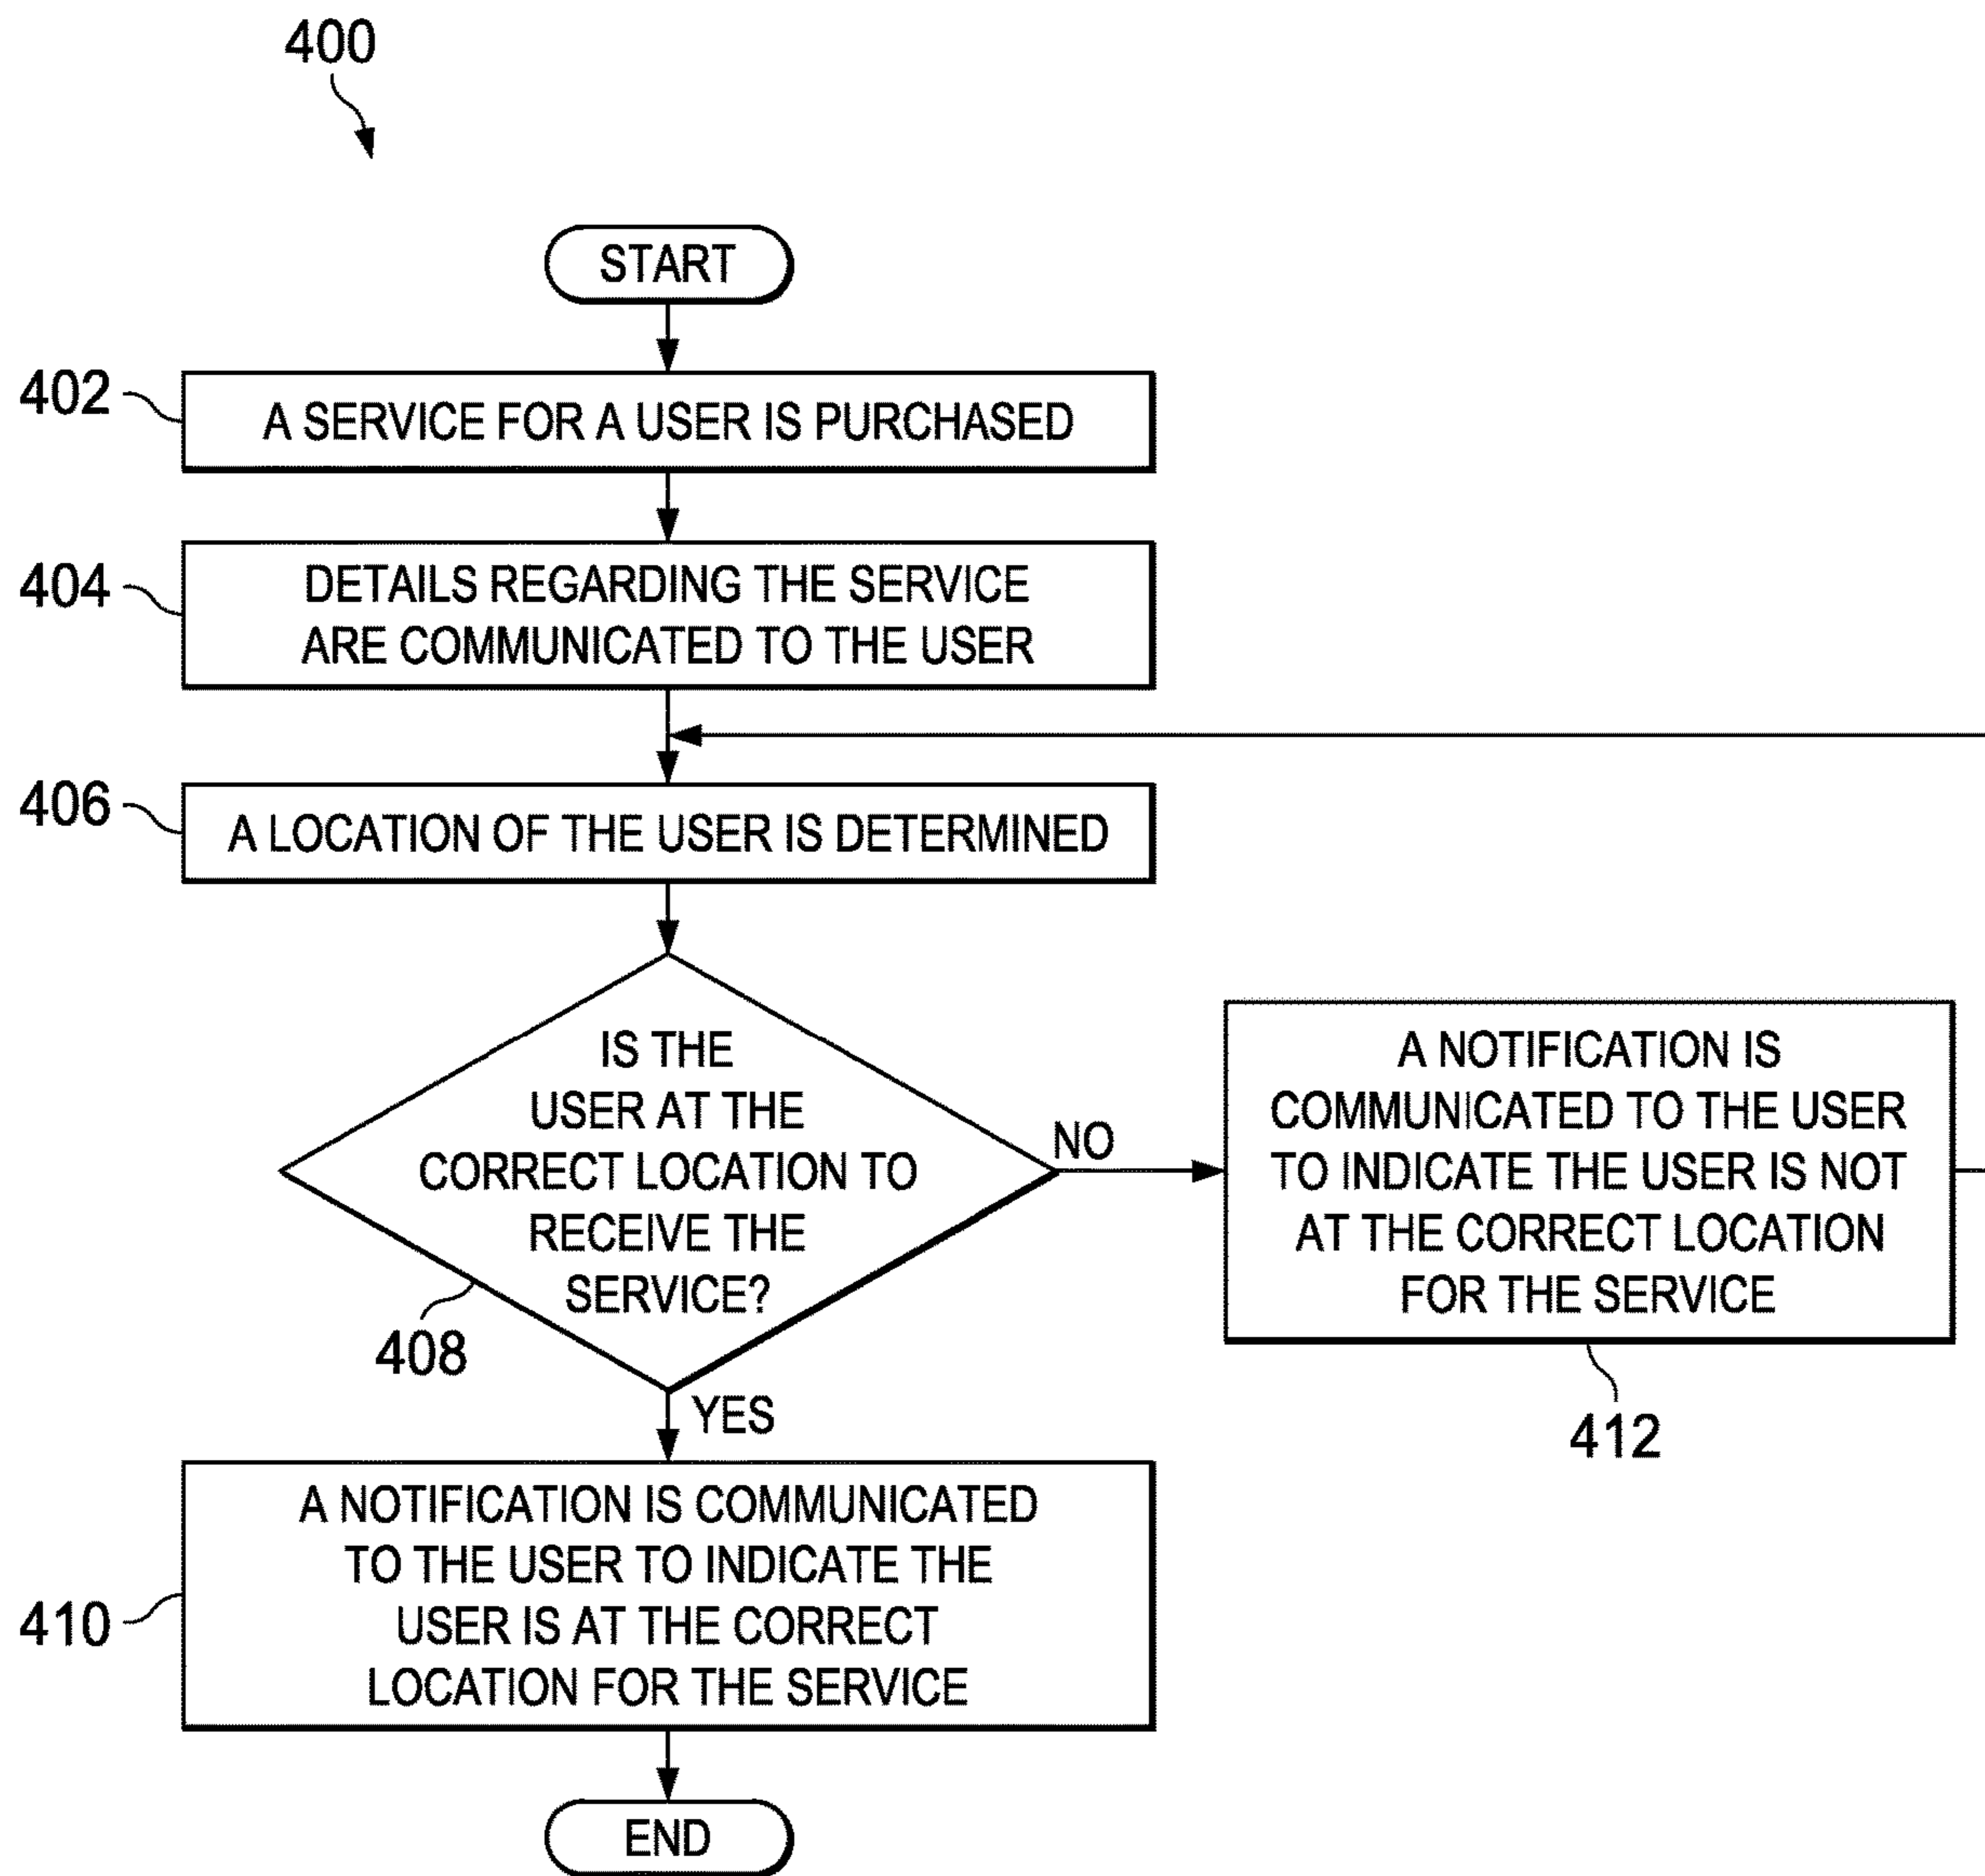 400
START
402
A SERVICE FOR A USER IS PURCHASED
404
DETAILS REGARDING THE SERVICE
ARE COMMUNICATED TO THE USER
406
A LOCATION OF THE USER IS DETERMINED
IS THE
USER AT THE
CORRECT LOCATION TO
RECEIVE THE
SERVICE?
408
NO
A NOTIFICATION IS
COMMUNICATED TO THE USER
TO INDICATE THE USER IS NOT
AT THE CORRECT LOCATION
FOR THE SERVICE
412
YES
410
A NOTIFICATION IS COMMUNICATED
TO THE USER TO INDICATE THE
USER IS AT THE CORRECT
LOCATION FOR THE SERVICE
END